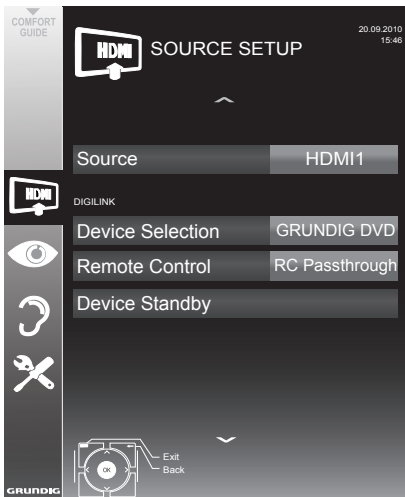 COMFORT
GUIDE
HDMI
SOURCE SETUP
20.09.2010
15:46
Source
HDMI1
HDMI
DIGILINK
Device Selection
GRUNDIG DVD
Remote Control
RC Passthrough
Device Standby
Exit
Back
OK
GRUNDIG